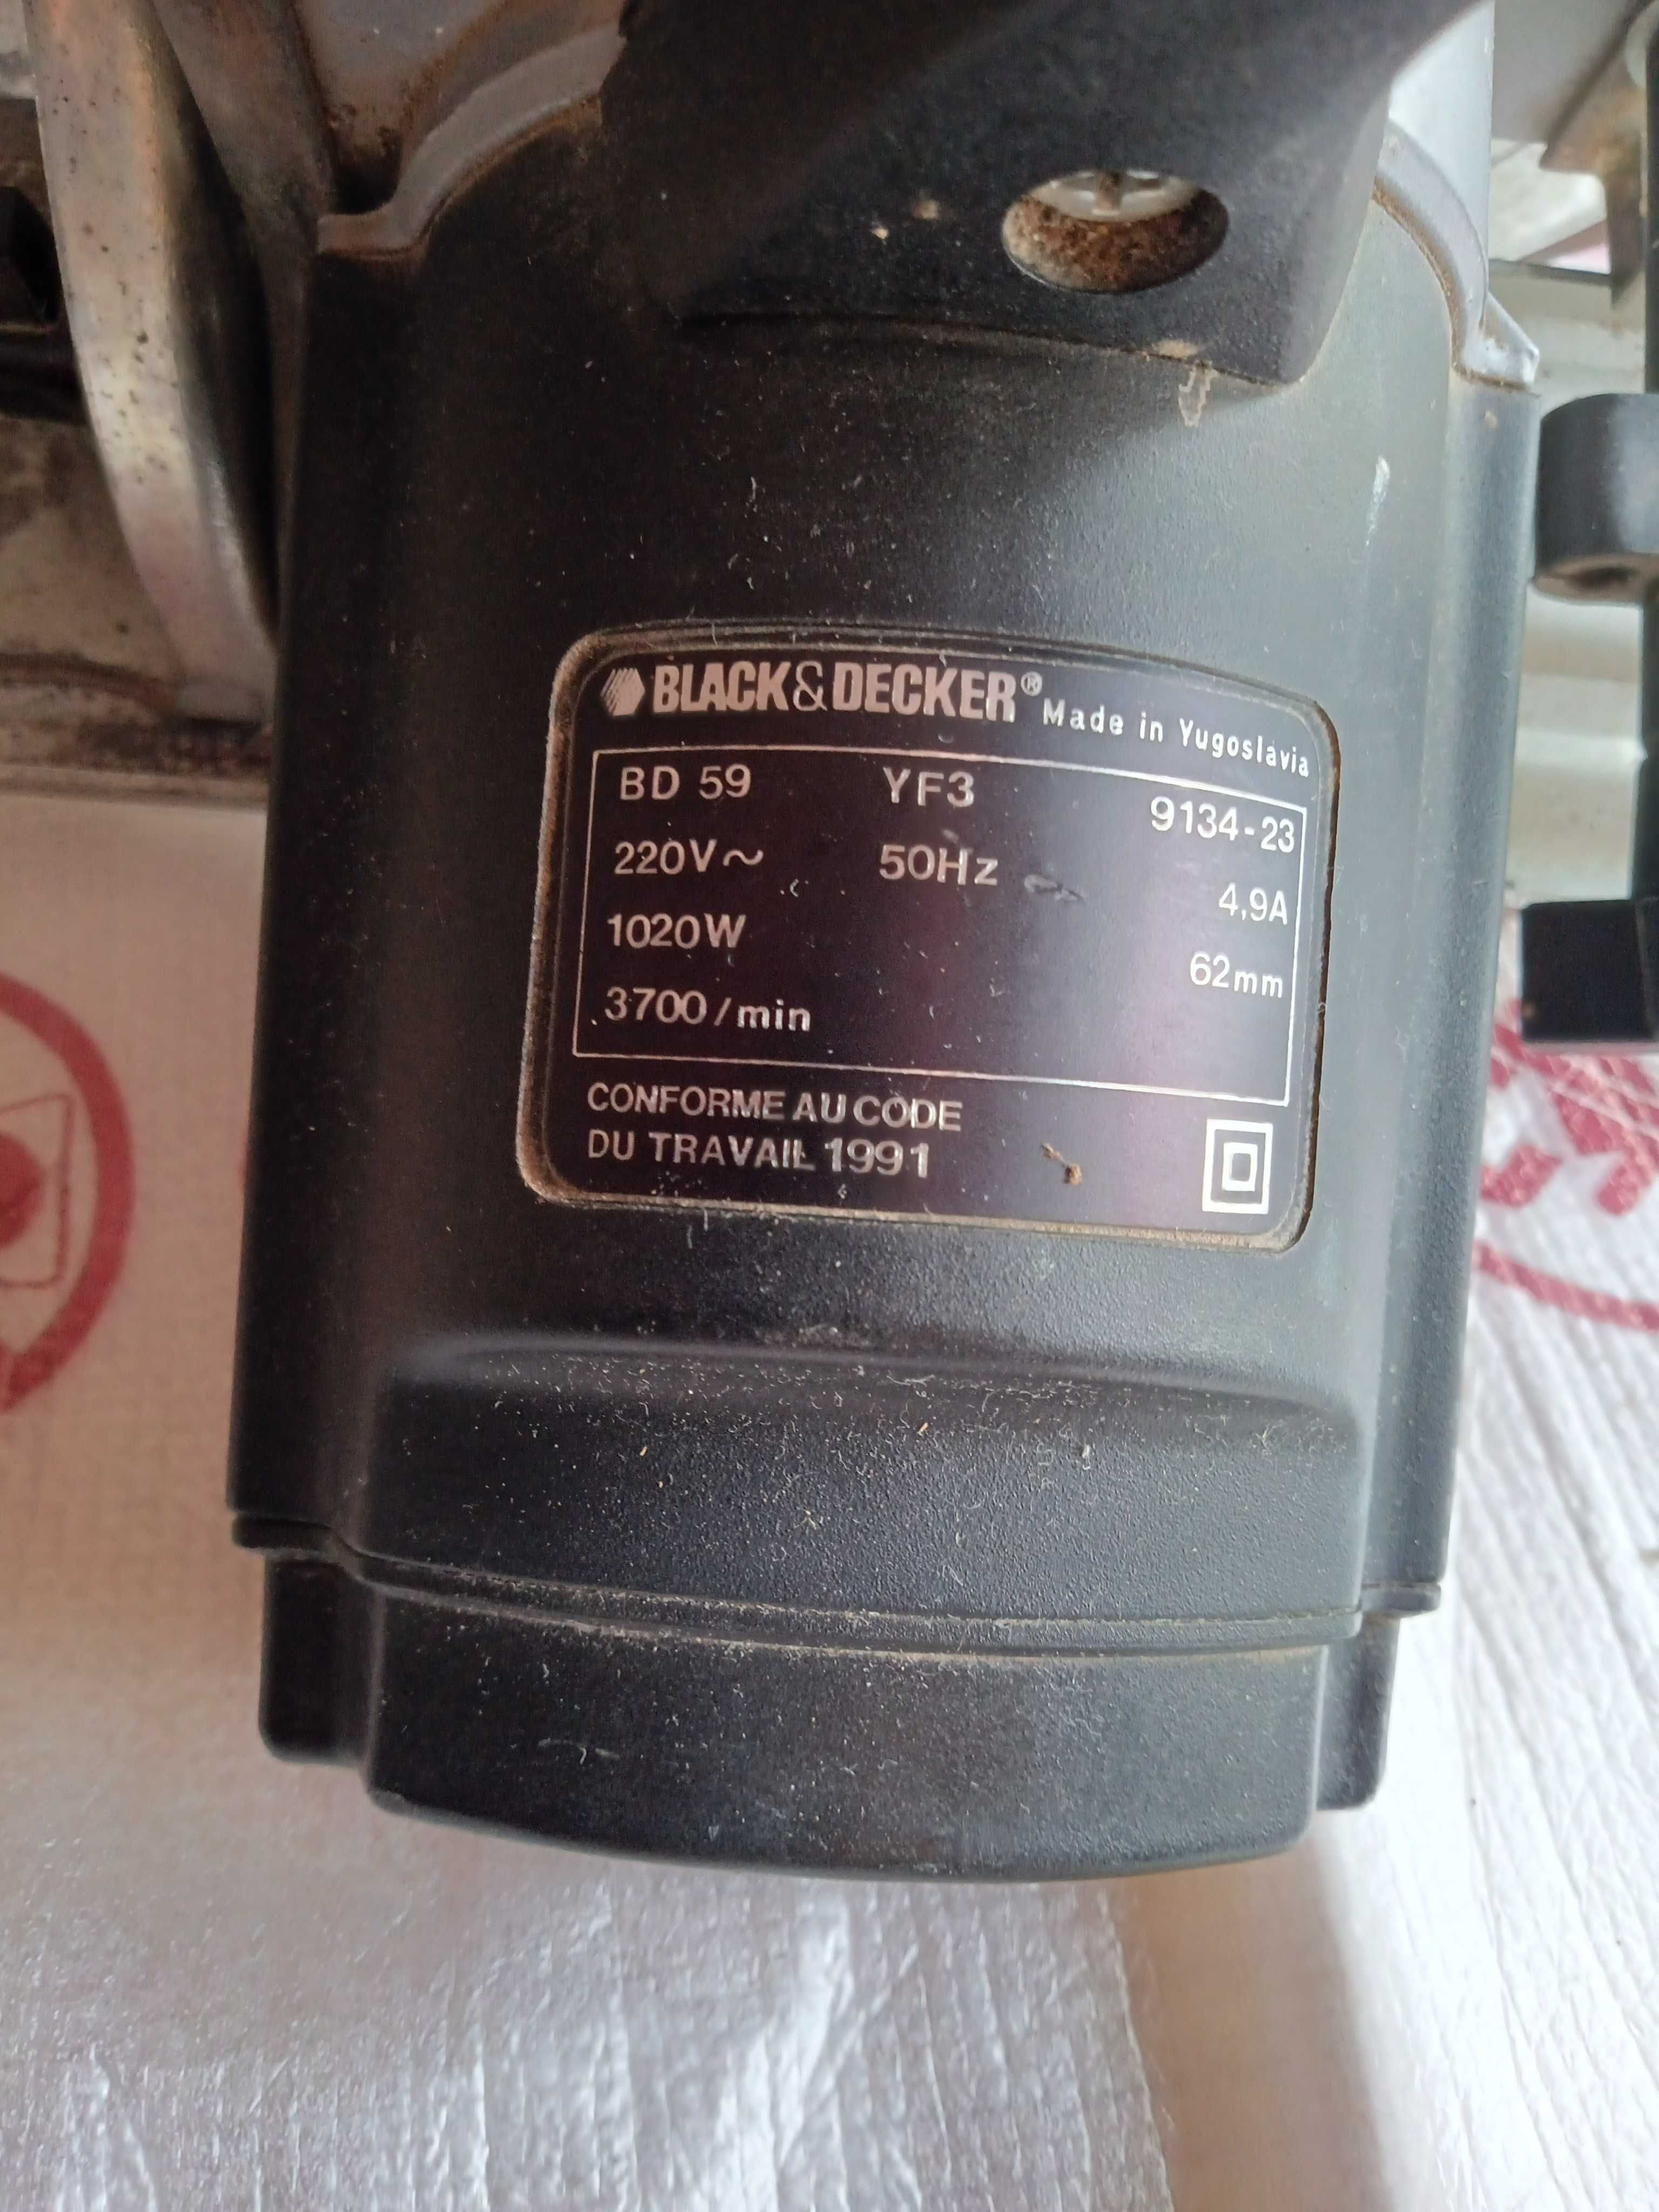 BLACK&DECKER® Made in Yugoslavia
BD 59 YF3 9134-23
220V~ 50Hz 4,9A
1020W 62mm
3700/min
CONFORME AU CODE
DU TRAVAIL 1991